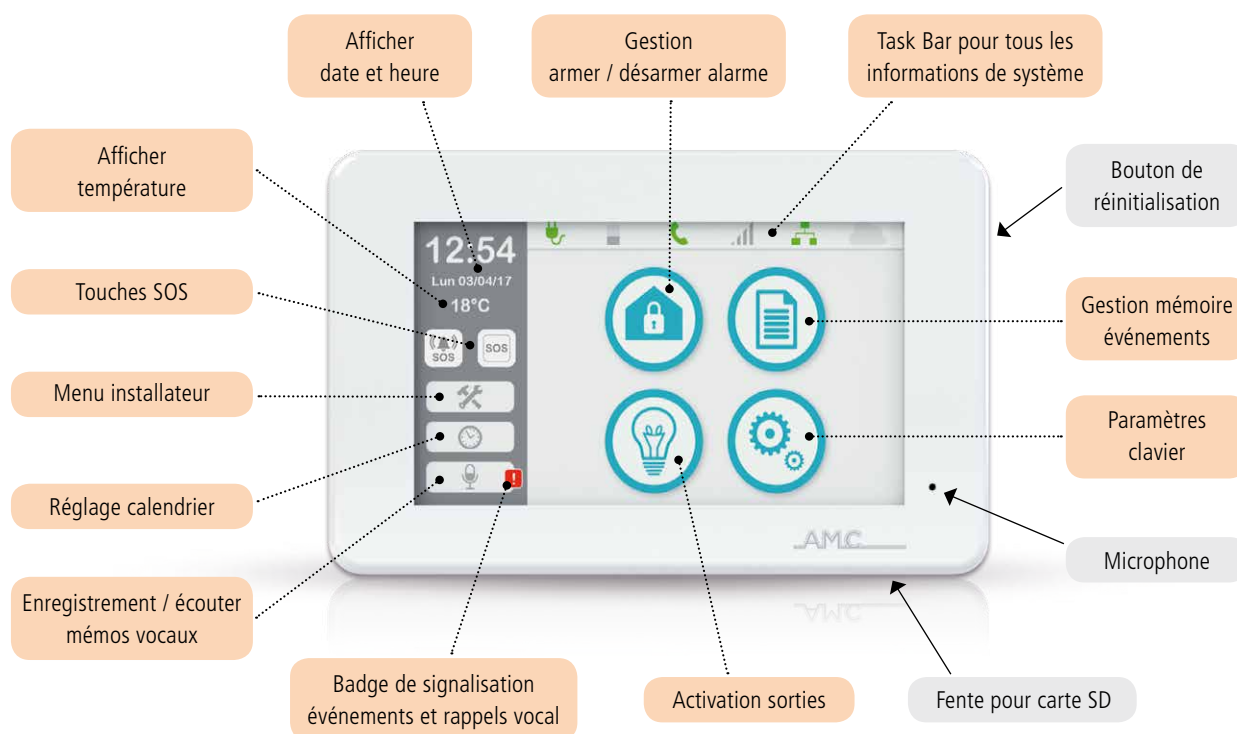 Afficher
date et heure
Gestion
armer / désarmer alarme
Task Bar pour tous les
informations de système
Afficher
température
Bouton de
réinitialisation
12:54
Lun 03/04/17
18°C
Touches SOS
SOS
SOS
Gestion mémoire
événements
Menu installateur
Paramètres
clavier
Réglage calendrier
!
AMC
Microphone
Enregistrement / écouter
mémos vocaux
Badge de signalisation
événements et rappels vocal
Activation sorties
Fente pour carte SD